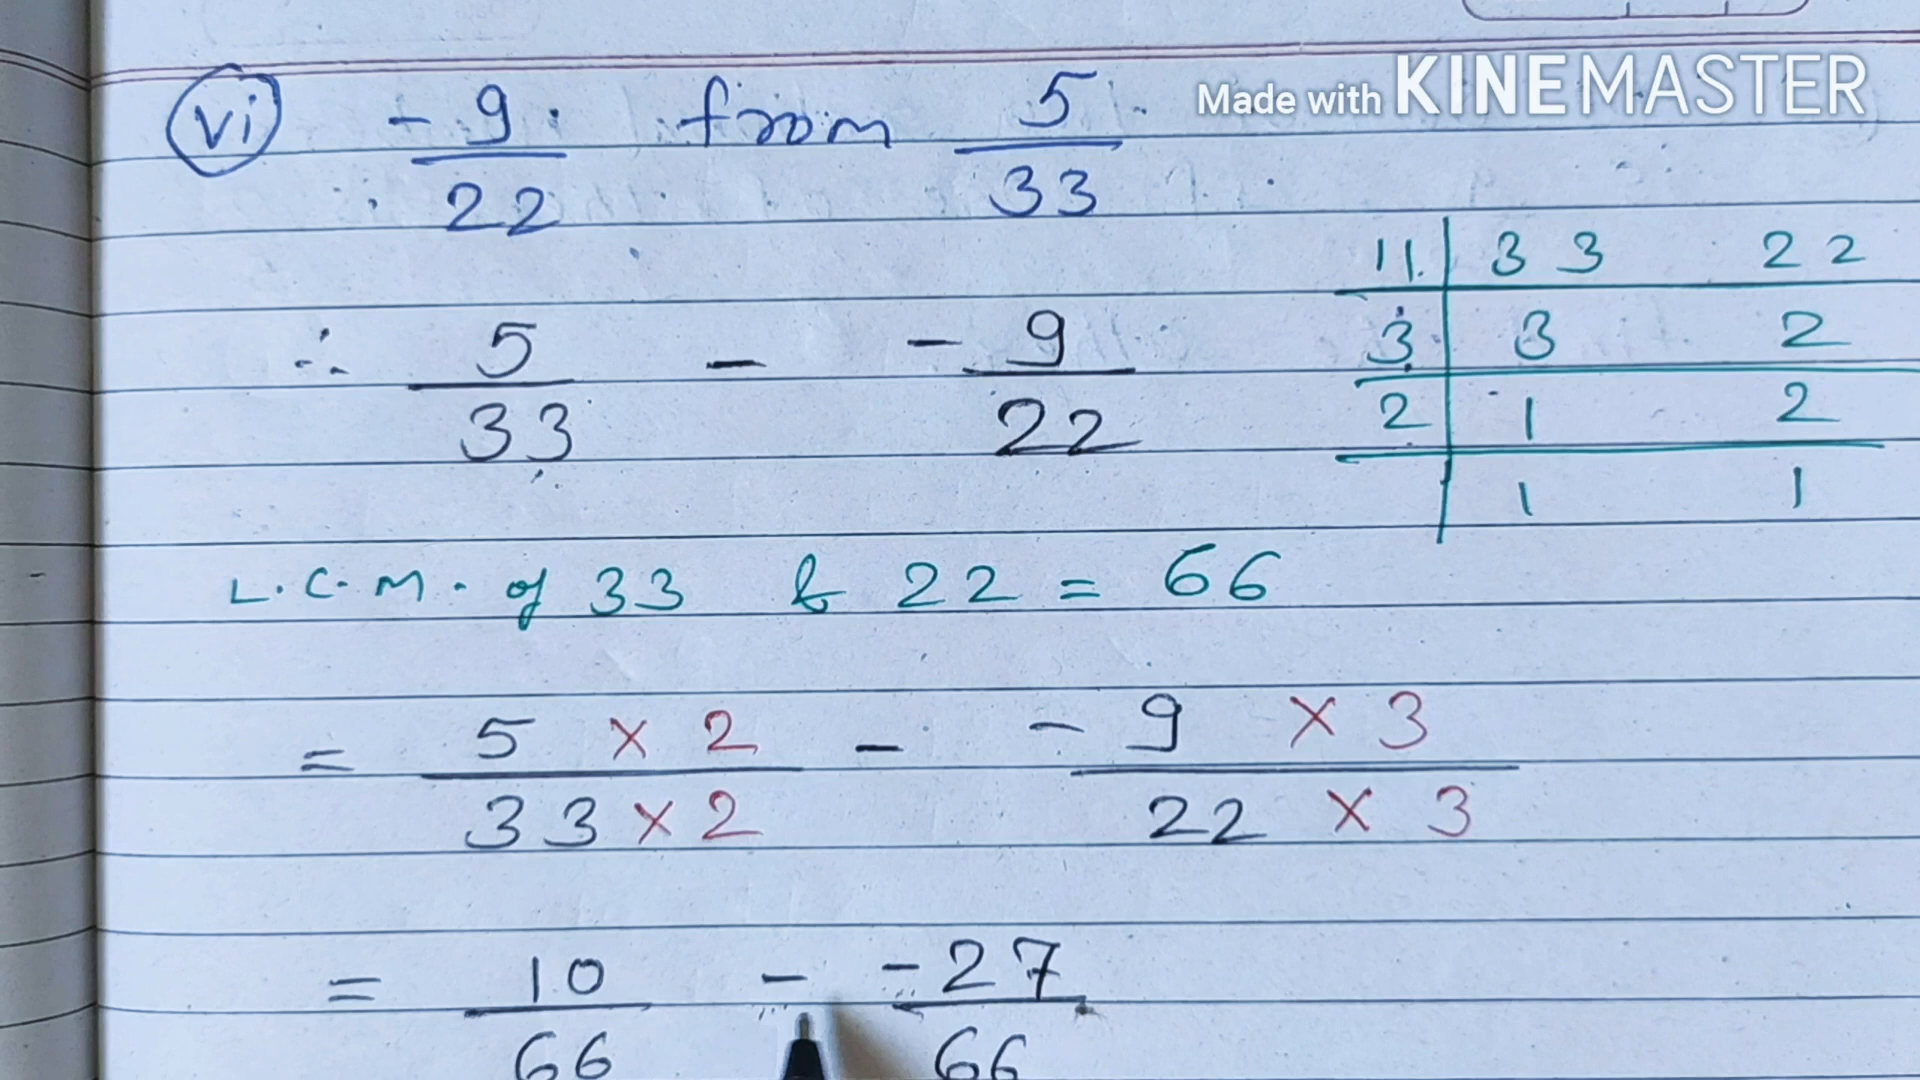 Made with KINEMASTER
(vi) -9/22 from 5/33
11 | 33 22
3 | 3 2
2 | 1 2
| 1 1
∴ 5/33 - -9/22
L.C.M. of 33 & 22 = 66
= 5 × 2 / 33 × 2 - -9 × 3 / 22 × 3
= 10/66 - -27/66